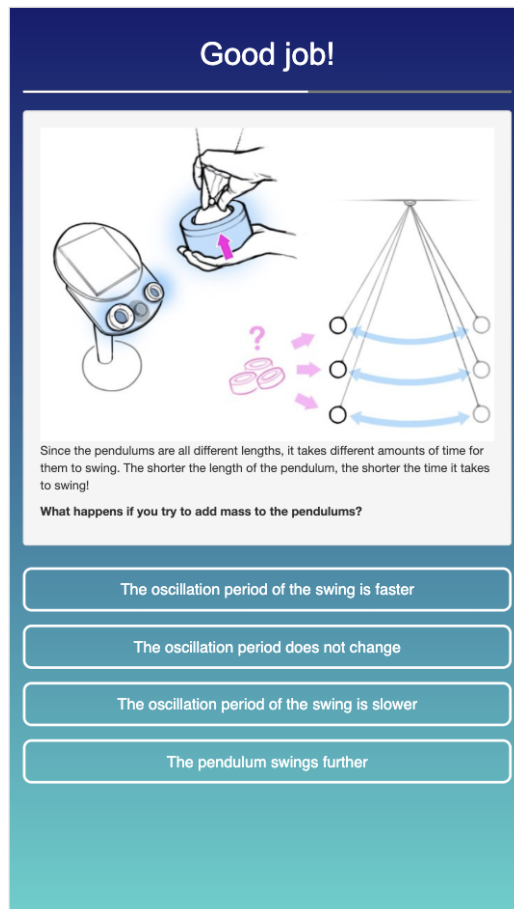 Good job!
?
Since the pendulums are all different lengths, it takes different amounts of time for
them to swing. The shorter the length of the pendulum, the shorter the time it takes
to swing!
What happens if you try to add mass to the pendulums?
The oscillation period of the swing is faster
The oscillation period does not change
The oscillation period of the swing is slower
The pendulum swings further